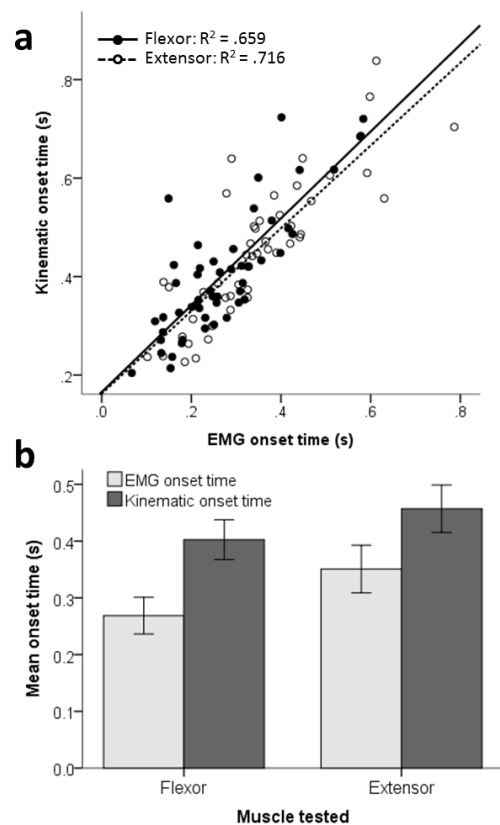 a
Flexor: R² = .659
Extensor: R² = .716
Kinematic onset time (s)
.8
.6
.4
.2
.0 .2 .4 .6 .8
EMG onset time (s)
b
EMG onset time
Kinematic onset time
Mean onset time (s)
0.5
0.4
0.3
0.2
0.1
0.0
Flexor Extensor
Muscle tested